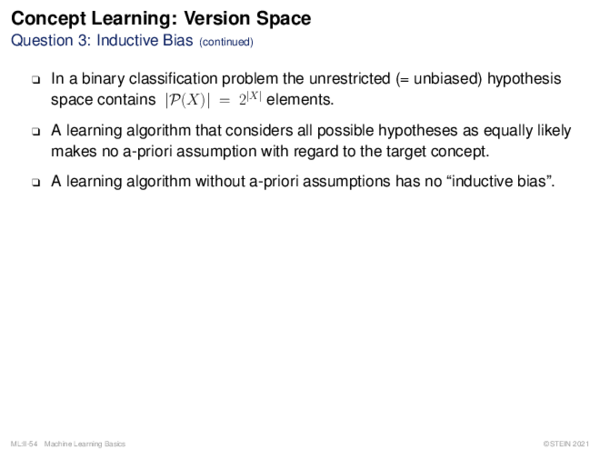 Concept Learning: Version Space
Question 3: Inductive Bias (continued)
❑ In a binary classification problem the unrestricted (= unbiased) hypothesis
space contains |𝒫(X)| = 2^|X| elements.
❑ A learning algorithm that considers all possible hypotheses as equally likely
makes no a-priori assumption with regard to the target concept.
❑ A learning algorithm without a-priori assumptions has no “inductive bias”.
ML:II-54 Machine Learning Basics ©STEIN 2021